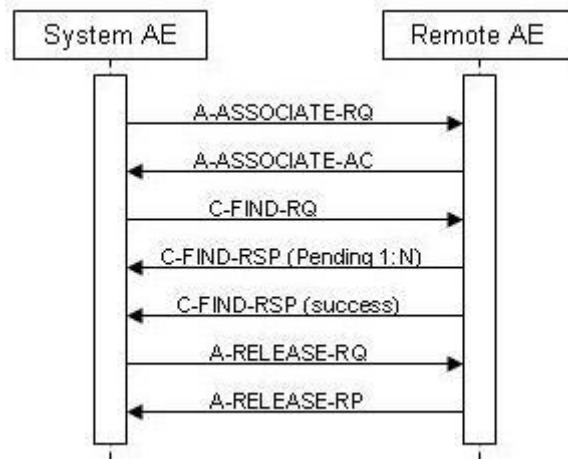 System AE
Remote AE
A-ASSOCIATE-RQ
A-ASSOCIATE-AC
C-FIND-RQ
C-FIND-RSP (Pending 1: N)
C-FIND-RSP (success)
A-RELEASE-RQ
A-RELEASE-RP